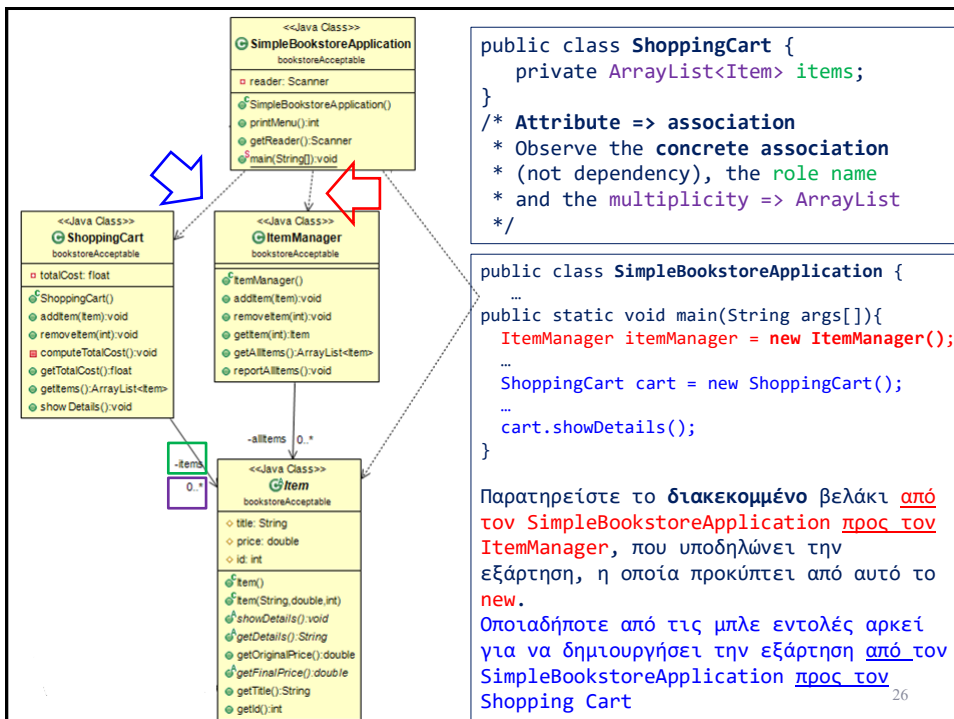 <<Java Class>>
SimpleBookstoreApplication
bookstoreAcceptable
reader: Scanner
SimpleBookstoreApplication()
printMenu():int
getReader():Scanner
main(String[]):void
<<Java Class>>
ShoppingCart
bookstoreAcceptable
totalCost: float
ShoppingCart()
addItem(Item):void
removeItem(int):void
computeTotalCost():void
getTotalCost():float
getItems():ArrayList<Item>
showDetails():void
<<Java Class>>
ItemManager
bookstoreAcceptable
ItemManager()
addItem(Item):void
removeItem(int):void
getItem(int):Item
getAllItems():ArrayList<Item>
reportAllItems():void
-allItems 0..*
-items
0..*
<<Java Class>>
Item
bookstoreAcceptable
title: String
price: double
id: int
Item()
Item(String,double,int)
showDetails():void
getDetails():String
getOriginalPrice():double
getFinalPrice():double
getTitle():String
getId():int
public class ShoppingCart {
private ArrayList<Item> items;
}
/* Attribute => association
* Observe the concrete association
* (not dependency), the role name
* and the multiplicity => ArrayList
*/
public class SimpleBookstoreApplication {
…
public static void main(String args[]){
ItemManager itemManager = new ItemManager();
…
ShoppingCart cart = new ShoppingCart();
…
cart.showDetails();
}
Παρατηρείστε το διακεκομμένο βελάκι από
τον SimpleBookstoreApplication προς τον
ItemManager, που υποδηλώνει την
εξάρτηση, η οποία προκύπτει από αυτό το
new.
Οποιαδήποτε από τις μπλε εντολές αρκεί
για να δημιουργήσει την εξάρτηση από τον
SimpleBookstoreApplication προς τον
Shopping Cart
26